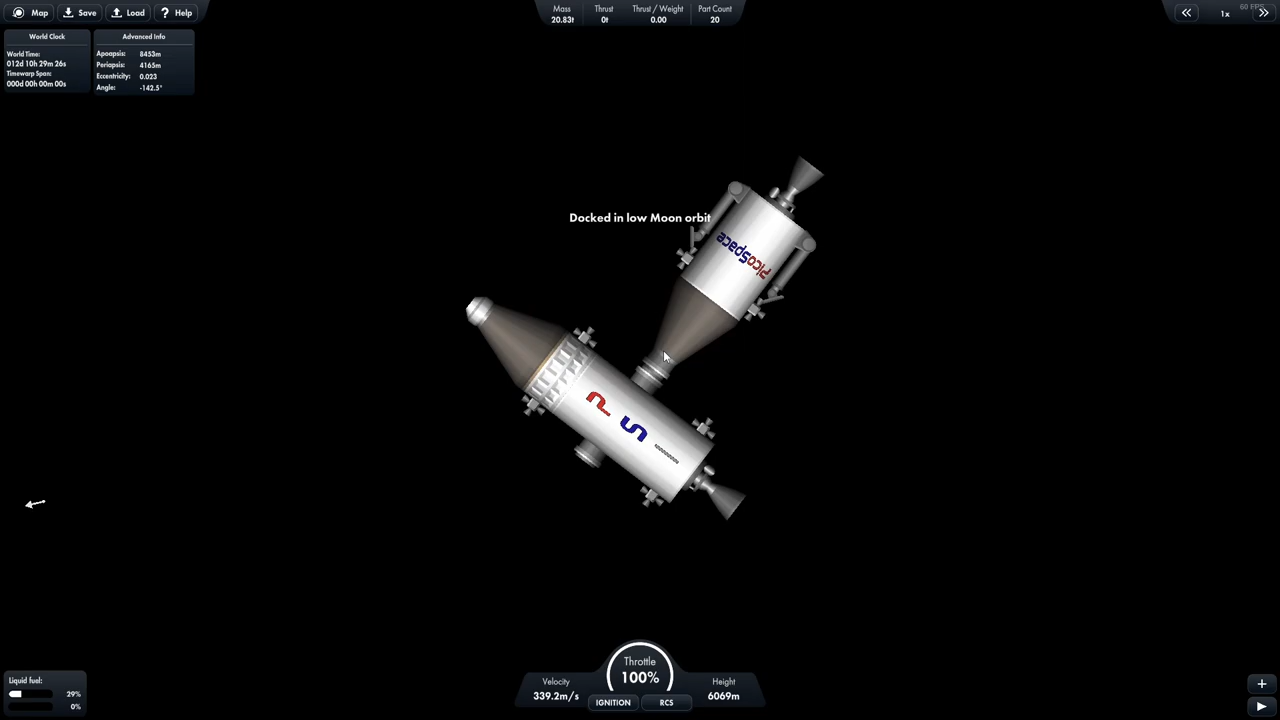 Map
Save
Load
? Help
Mass
20.83t
Thrust
0t
Thrust / Weight
0.00
Part Count
20
60 FPS
1x
World Clock
World Time:
012d 10h 29m 26s
Timewarp Span:
000d 00h 00m 00s
Advanced Info
Apoapsis: 8453m
Periapsis: 4165m
Eccentricity: 0.023
Angle: -142.5°
Docked in low Moon orbit
PicoSpace
P S
Liquid fuel:
29%
0%
Throttle
100%
Velocity
339.2m/s
Height
6069m
IGNITION
RCS